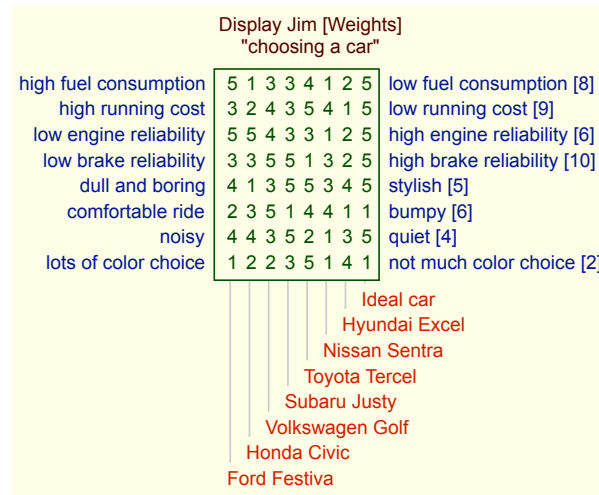 Display Jim [Weights]
"choosing a car"
high fuel consumption 5 1 3 3 4 1 2 5 low fuel consumption [8]
high running cost 3 2 4 3 5 4 1 5 low running cost [9]
low engine reliability 5 5 4 3 3 1 2 5 high engine reliability [6]
low brake reliability 3 3 5 5 1 3 2 5 high brake reliability [10]
dull and boring 4 1 3 5 5 3 4 5 stylish [5]
comfortable ride 2 3 5 1 4 4 1 1 bumpy [6]
noisy 4 4 3 5 2 1 3 5 quiet [4]
lots of color choice 1 2 2 3 5 1 4 1 not much color choice [2]
Ideal car
Hyundai Excel
Nissan Sentra
Toyota Tercel
Subaru Justy
Volkswagen Golf
Honda Civic
Ford Festiva